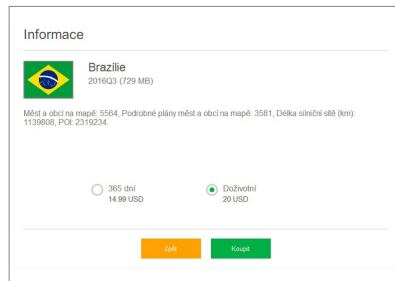 Informace
Brazílie
2016Q3 (729 MB)
Měst a obcí na mapě: 5564, Podrobné plány měst a obcí na mapě: 3581, Délka silniční sítě (km):
1139808, POI: 2319234.
365 dní
14.99 USD
Doživotní
20 USD
Zpět
Koupit